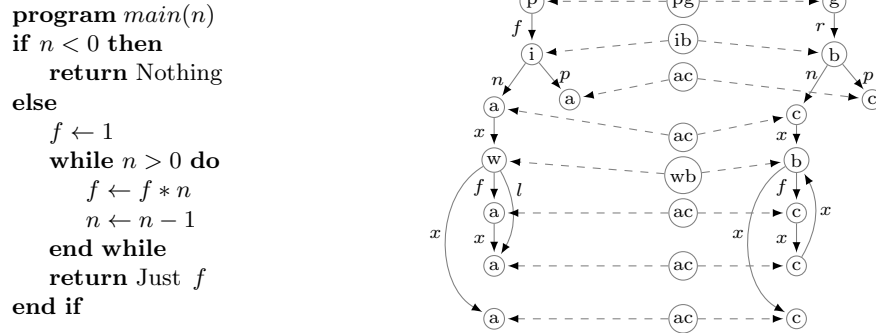 program main(n)
if n < 0 then
return Nothing
else
f ← 1
while n > 0 do
f ← f * n
n ← n − 1
end while
return Just f
end if
p pg g
f r
i ib b
n p n p
a ac c
a ac c
x x
w wb b
f l f
a ac c
x x x x x
a ac c
a ac c